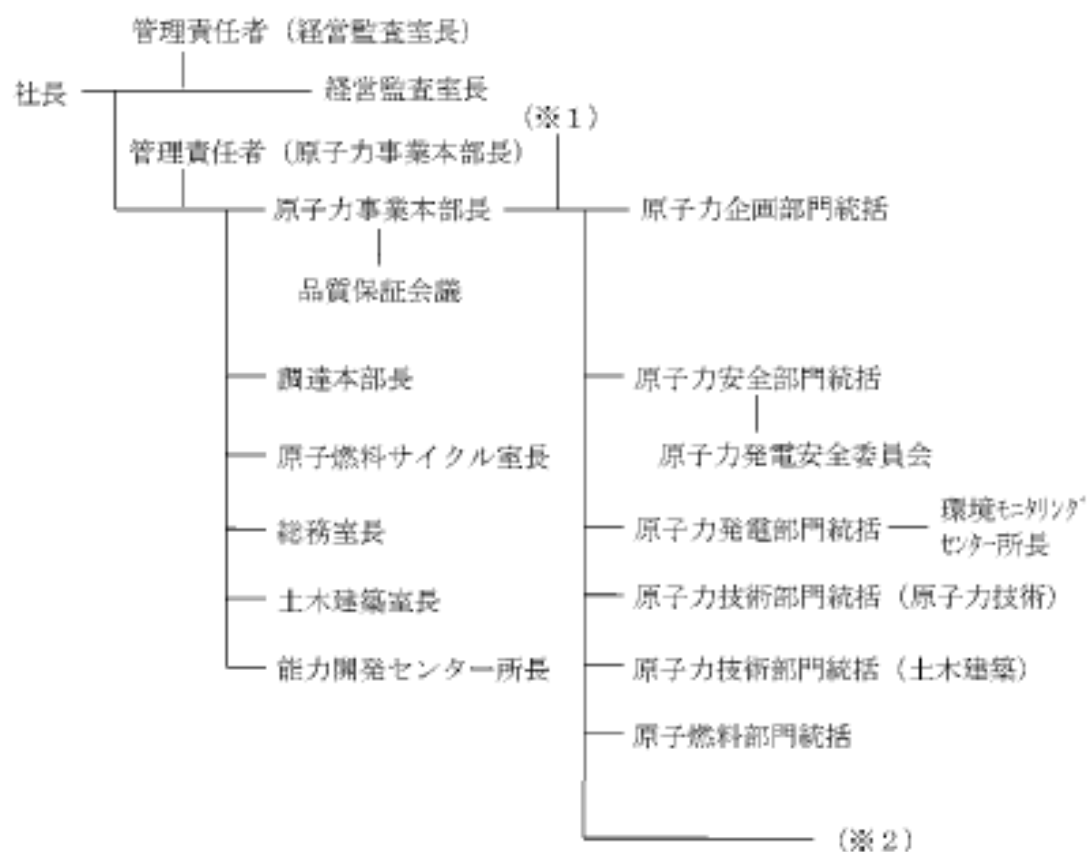 管理責任者（経営監査室長）
社長
経営監査室長
（※１）
管理責任者（原子力事業本部長）
原子力事業本部長
原子力企画部門統括
品質保証会議
調達本部長
原子力安全部門統括
原子燃料サイクル室長
原子力発電安全委員会
総務室長
原子力発電部門統括
環境ﾓﾆﾀﾘﾝｸﾞ
ｾﾝﾀｰ所長
土木建築室長
原子力技術部門統括（原子力技術）
能力開発センター所長
原子力技術部門統括（土木建築）
原子燃料部門統括
（※２）